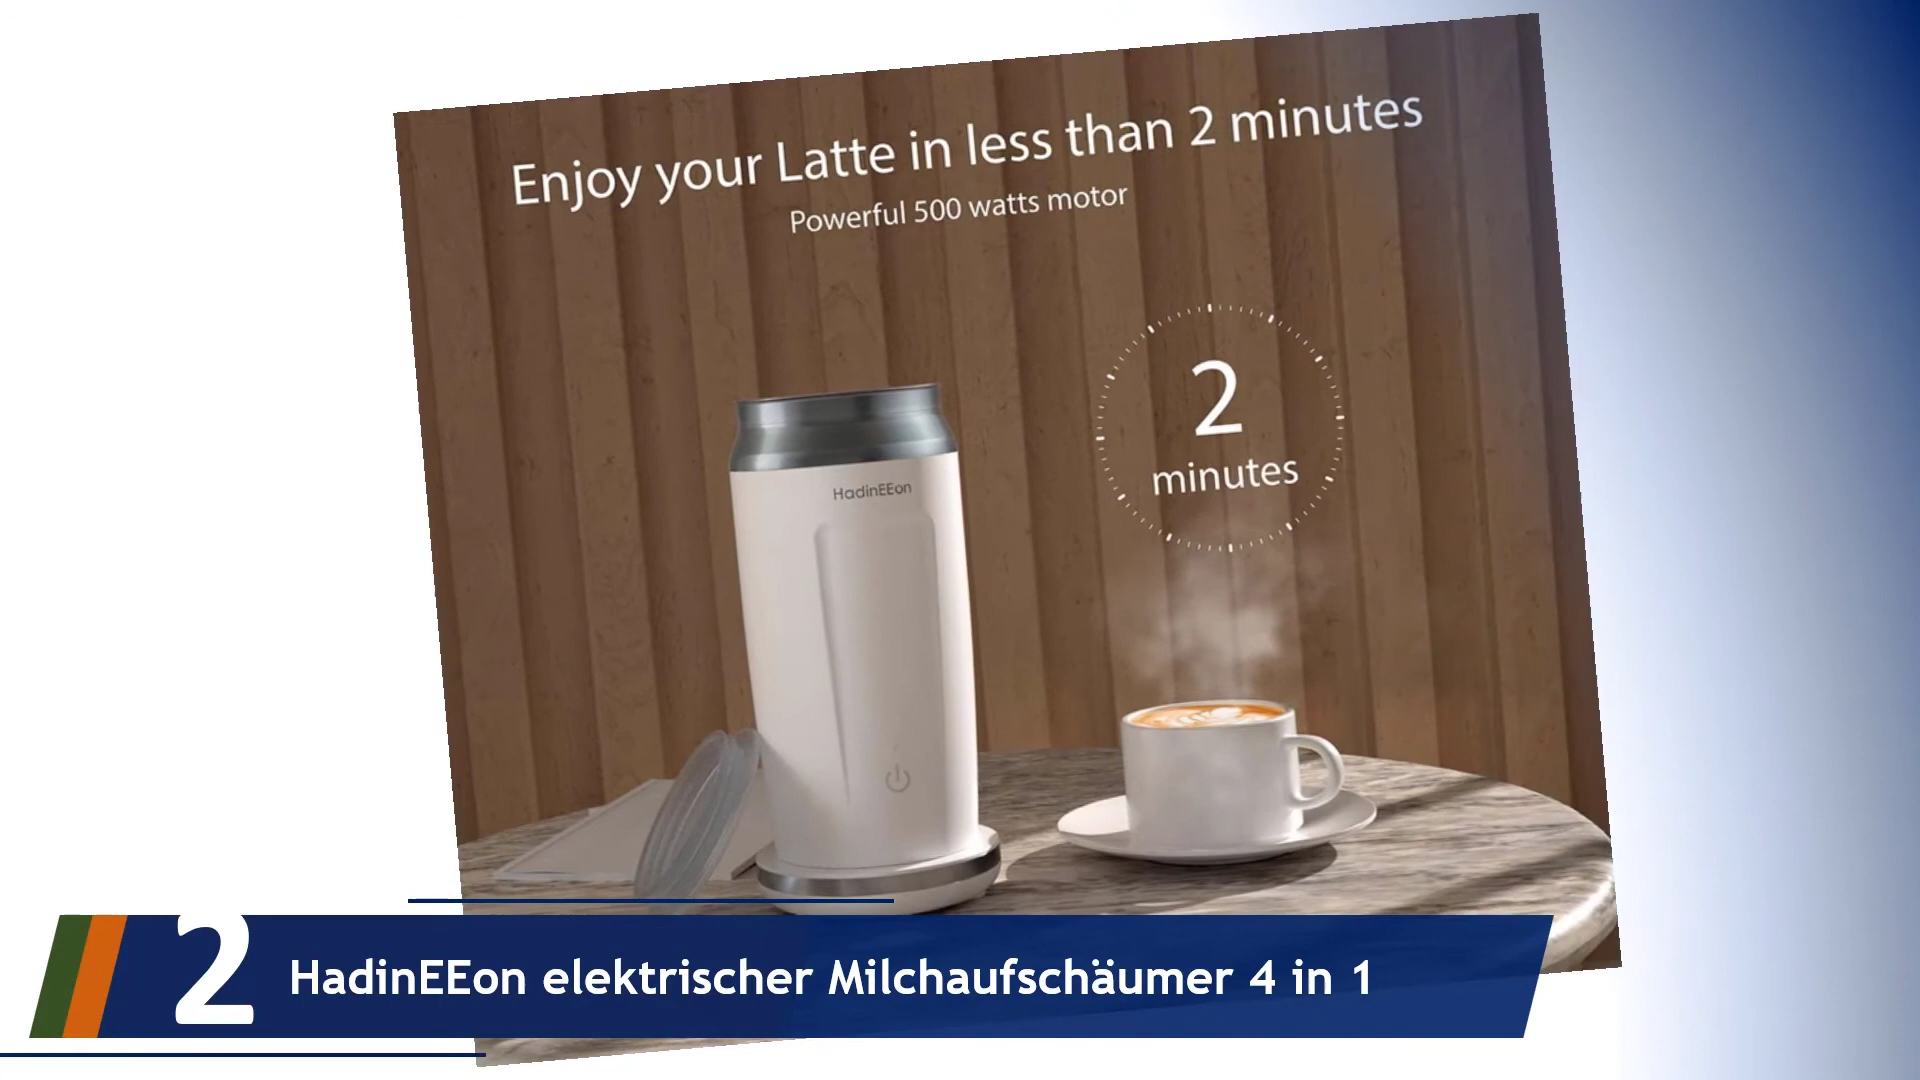 Enjoy your Latte in less than 2 minutes
Powerful 500 watts motor
2
minutes
HadinEEon
2
HadinEEon elektrischer Milchaufschäumer 4 in 1